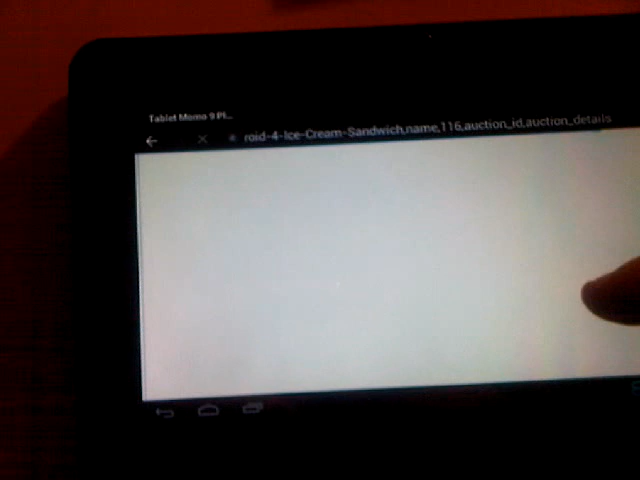 Tablet Momo 9 Pl...
roid-4-Ice-Cream-Sandwich,name,116,auction_id,auction_details